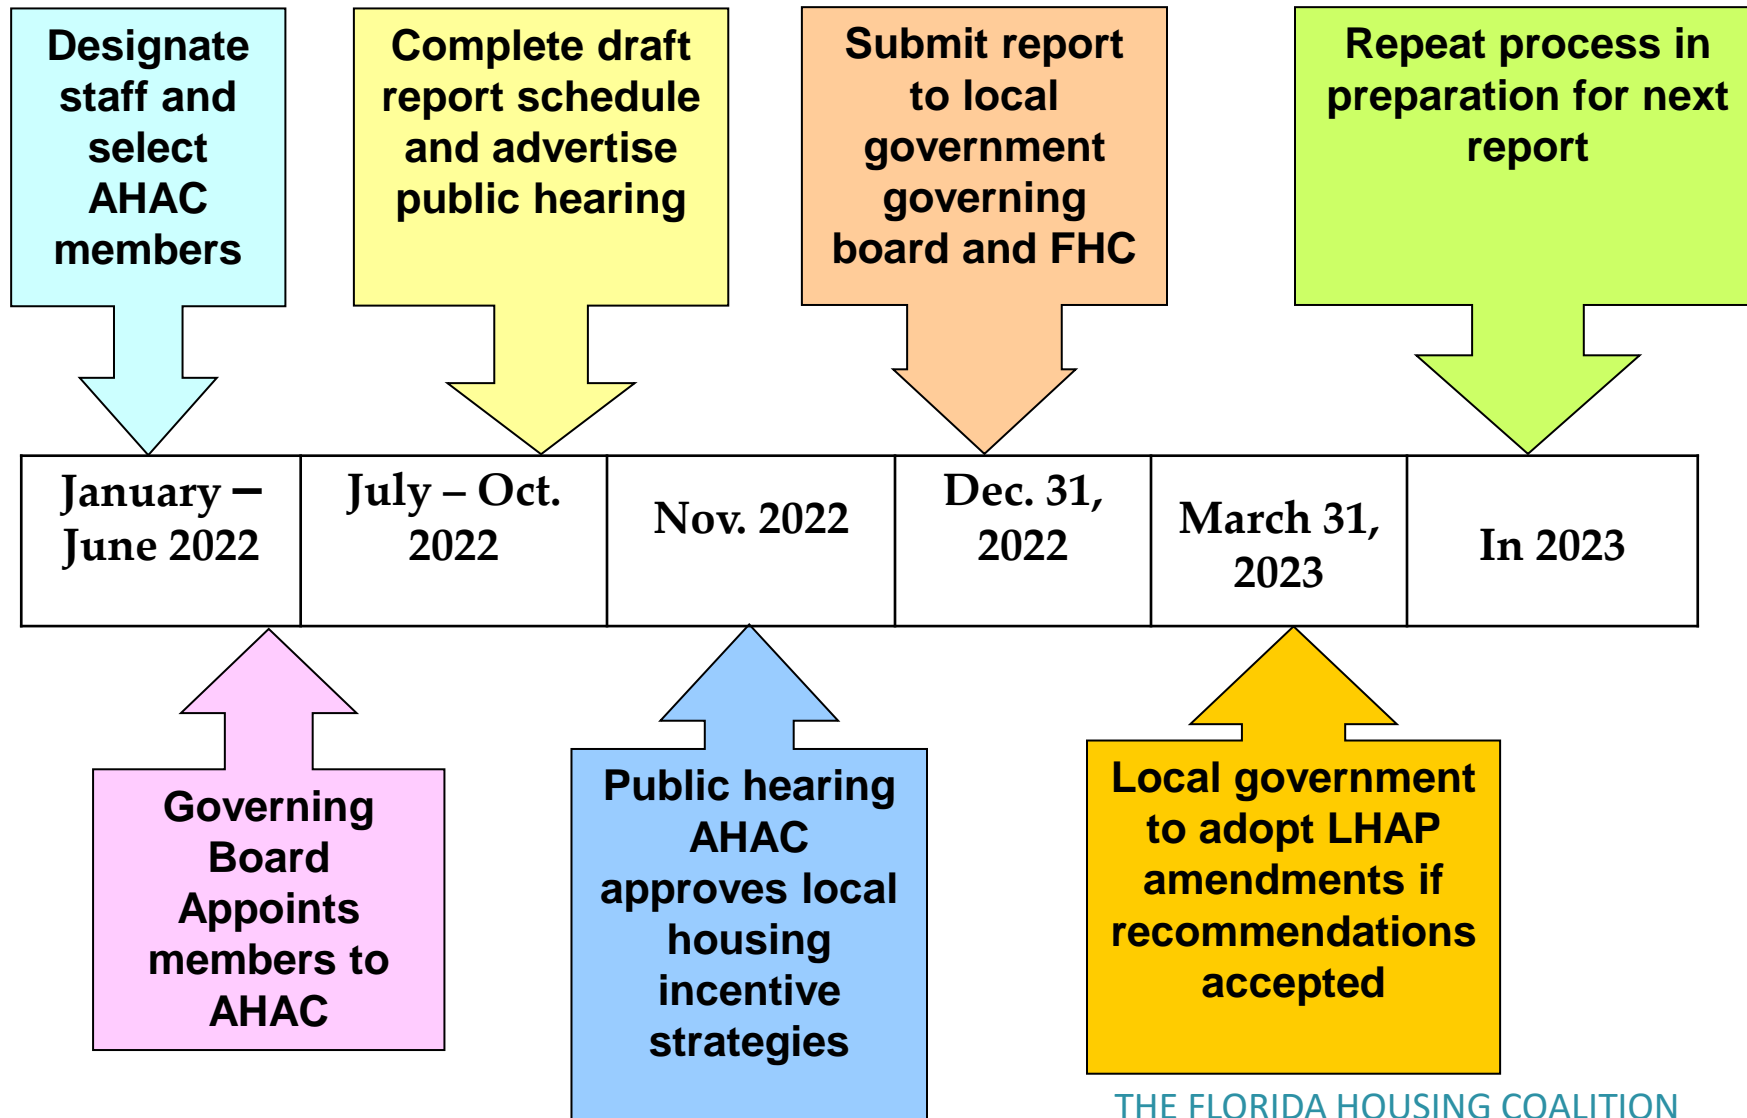 Designate
staff and
select
AHAC
members
Complete draft
report schedule
and advertise
public hearing
Submit report
to local
government
governing
board and FHC
Repeat process in
preparation for next
report
January –
June 2022
July – Oct.
2022
Nov. 2022
Dec. 31,
2022
March 31,
2023
In 2023
Governing
Board
Appoints
members to
AHAC
Public hearing
AHAC
approves local
housing
incentive
strategies
Local government
to adopt LHAP
amendments if
recommendations
accepted
THE FLORIDA HOUSING COALITION